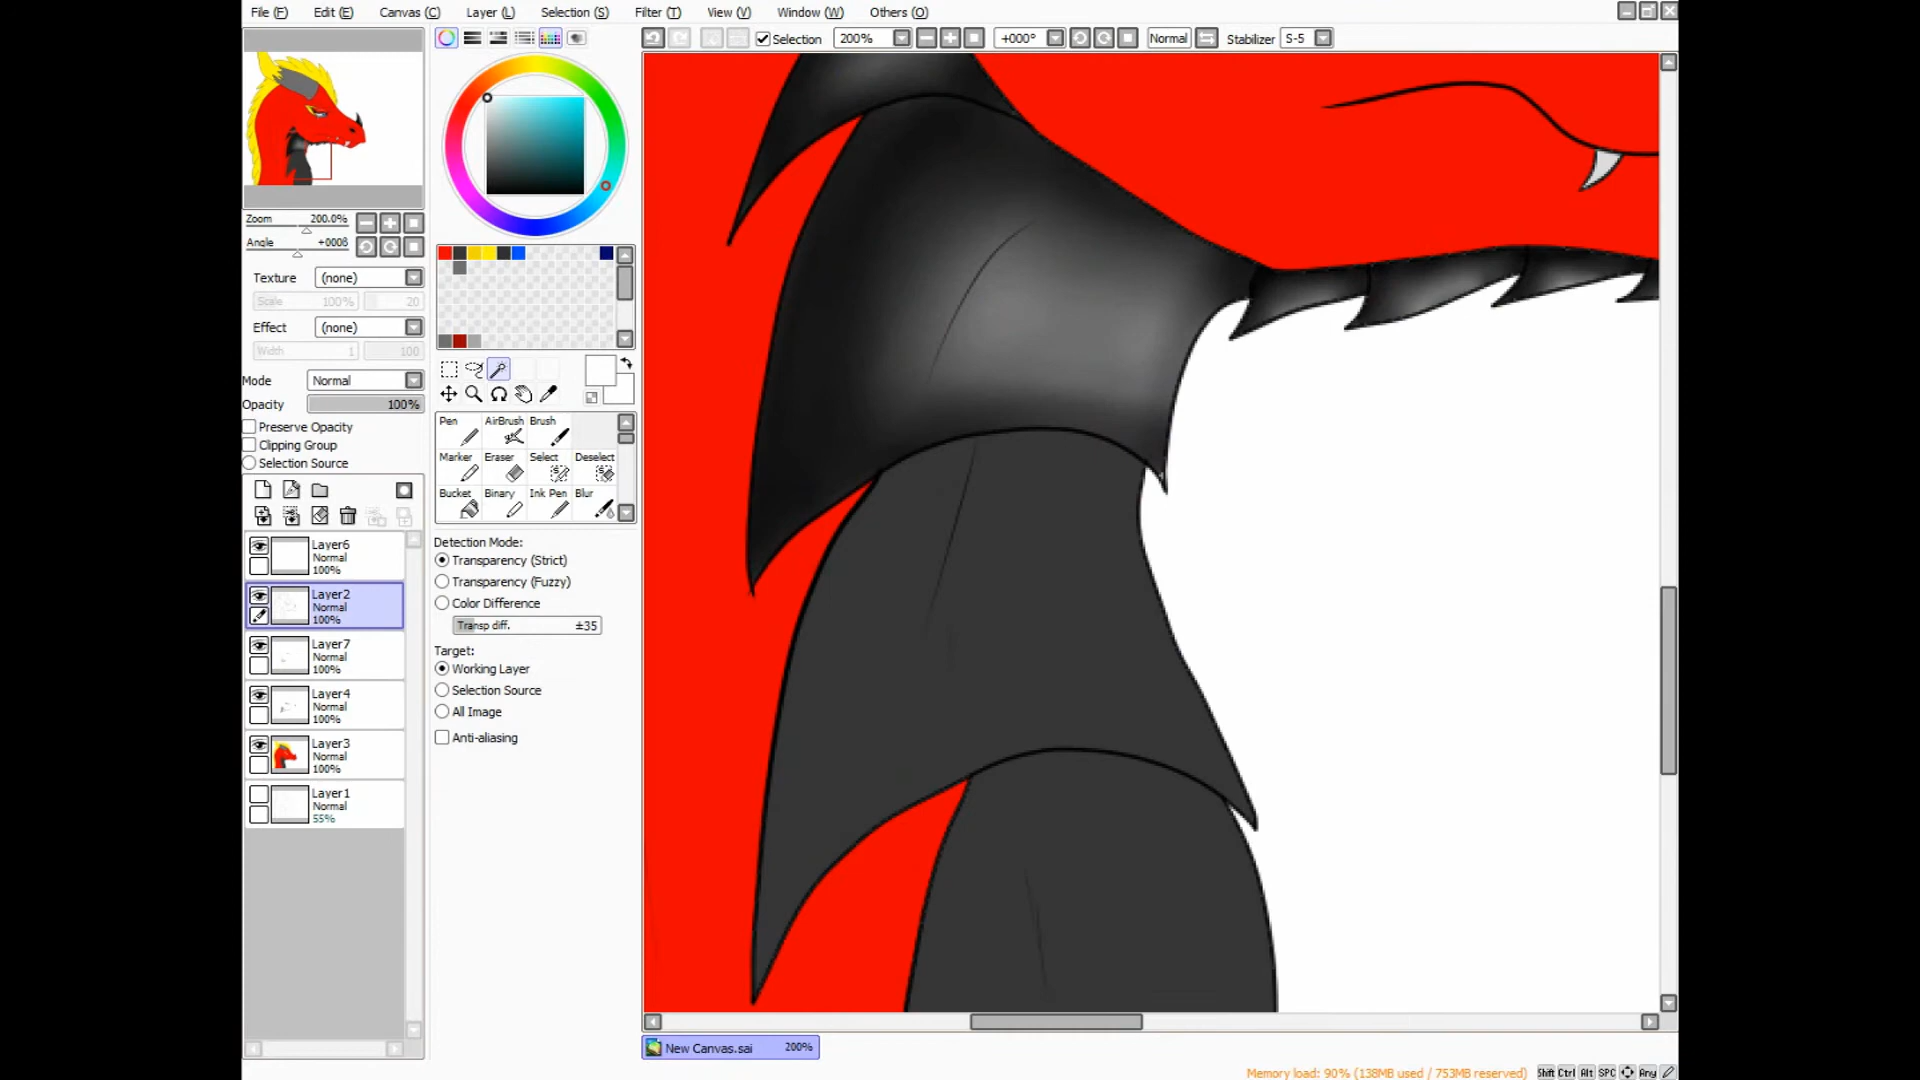 File (F) Edit (E) Canvas (C) Layer (L) Selection (S) Filter (T) View (V) Window (W) Others (O)
Selection 200% +000° Normal Stabilizer S-5
Zoom 200.0%
Angle +000ß
Texture (none)
Scale 100% 20
Effect (none)
Width 1 100
Mode Normal
Opacity 100%
Preserve Opacity
Clipping Group
Selection Source
Layer6
Normal
100%
Layer2
Normal
100%
Layer7
Normal
100%
Layer4
Normal
100%
Layer3
Normal
100%
Layer1
Normal
55%
Pen AirBrush Brush
Marker Eraser Select Deselect
Bucket Binary Ink Pen Blur
Detection Mode:
Transparency (Strict)
Transparency (Fuzzy)
Color Difference
Transp diff. ±35
Target:
Working Layer
Selection Source
All Image
Anti-aliasing
New Canvas.sai 200%
Memory load: 90% (138MB used / 753MB reserved) Shift Ctrl Alt SPC Any